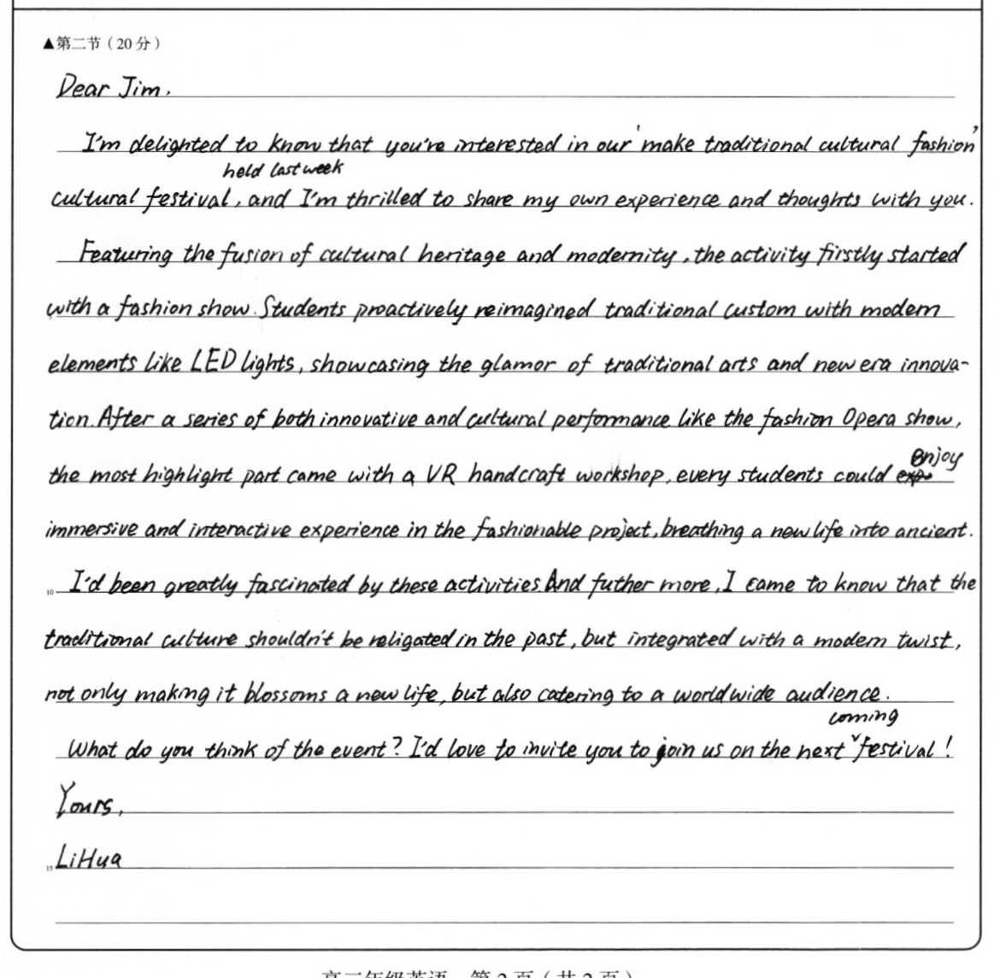 ▲第二节（20分）
Dear Jim,
I'm delighted to know that you're interested in our 'make traditional cultural fashion'
held last week
cultural festival, and I'm thrilled to share my own experience and thoughts with you.
Featuring the fusion of cultural heritage and modernity, the activity firstly started
with a fashion show. Students proactively reimagined traditional custom with modern
elements like LED lights, showcasing the glamor of traditional arts and new era innova-
tion. After a series of both innovative and cultural performance like the fashion Opera show,
enjoy
the most highlight part came with a VR handcraft workshop, every students could
immersive and interactive experience in the fashionable project, breathing a new life into ancient.
10 I'd been greatly fascinated by these activities. And futher more, I came to know that the
traditional culture shouldn't be religated in the past, but integrated with a modern twist,
not only making it blossoms a new life, but also catering to a worldwide audience.
coming
What do you think of the event? I'd love to invite you to join us on the next festival!
Yours,
15 LiHua
高三年级英语 第2页（共2页）